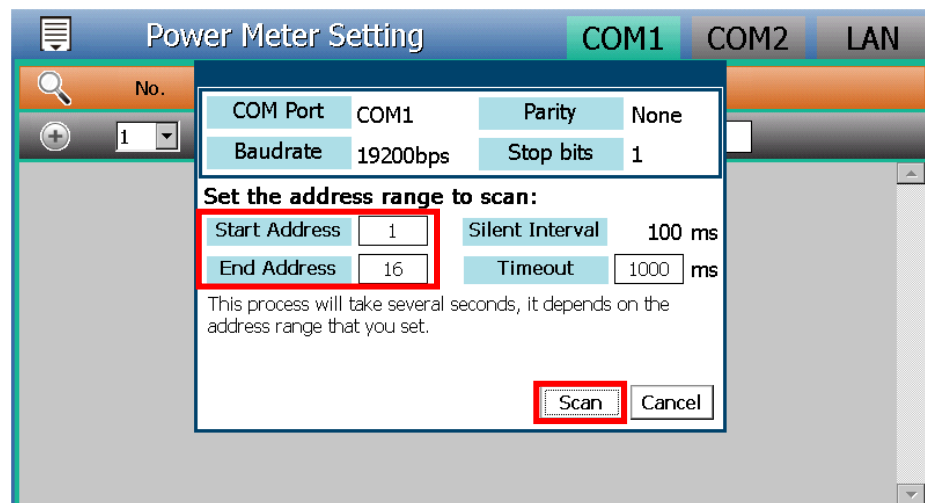 Power Meter Setting COM1 COM2 LAN
No.
1
COM Port COM1 Parity None
Baudrate 19200bps Stop bits 1
Set the address range to scan:
Start Address 1 Silent Interval 100 ms
End Address 16 Timeout 1000 ms
This process will take several seconds, it depends on the
address range that you set.
Scan Cancel